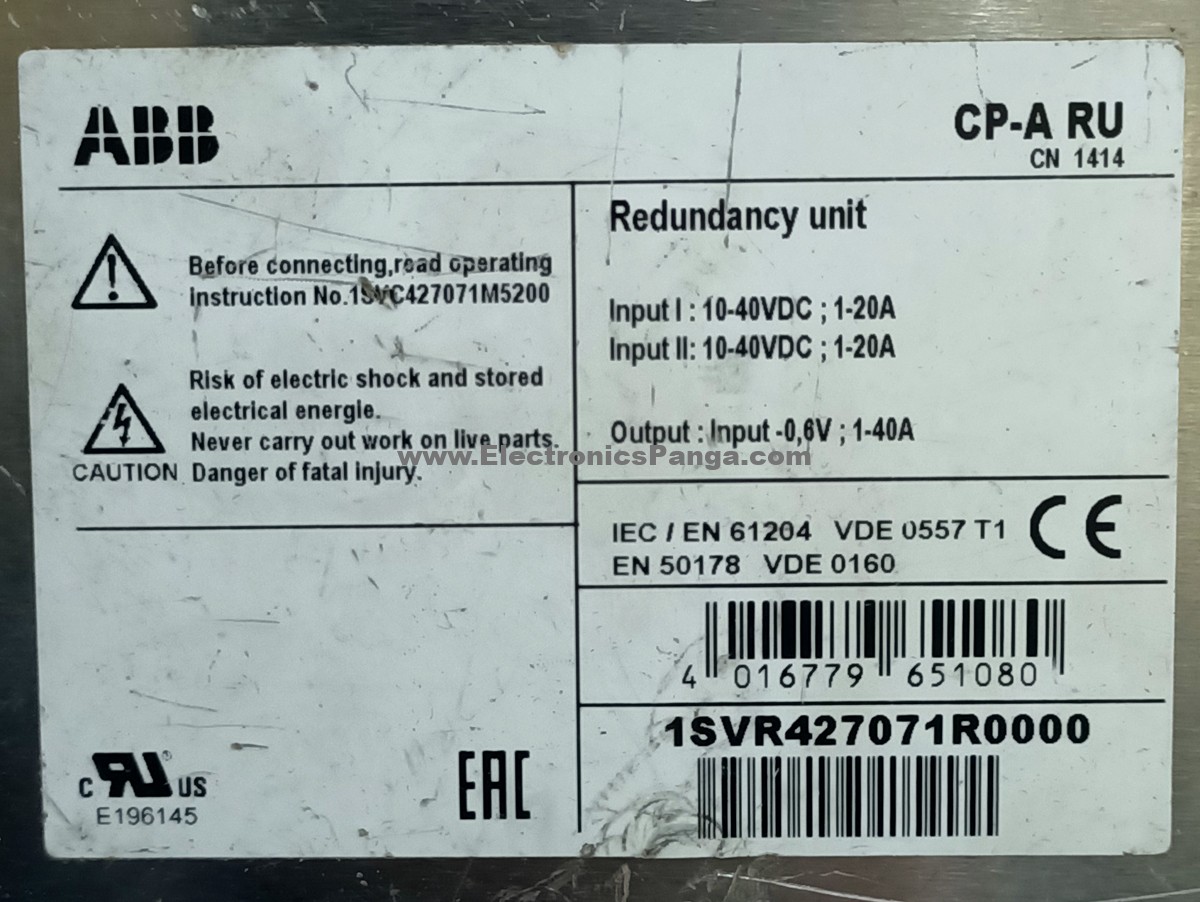 ABB
CP-A RU
CN 1414
Before connecting,read operating
instruction No.1SVC427071M5200
Risk of electric shock and stored
electrical energie.
Never carry out work on live parts.
CAUTION Danger of fatal injury.
Redundancy unit
Input I : 10-40VDC ; 1-20A
Input II: 10-40VDC ; 1-20A
Output : Input -0,6V ; 1-40A
www.ElectronicsPanga.com
IEC / EN 61204 VDE 0557 T1
EN 50178 VDE 0160
CE
4 016779 651080
1SVR427071R0000
c RU ® US
E196145
EAC